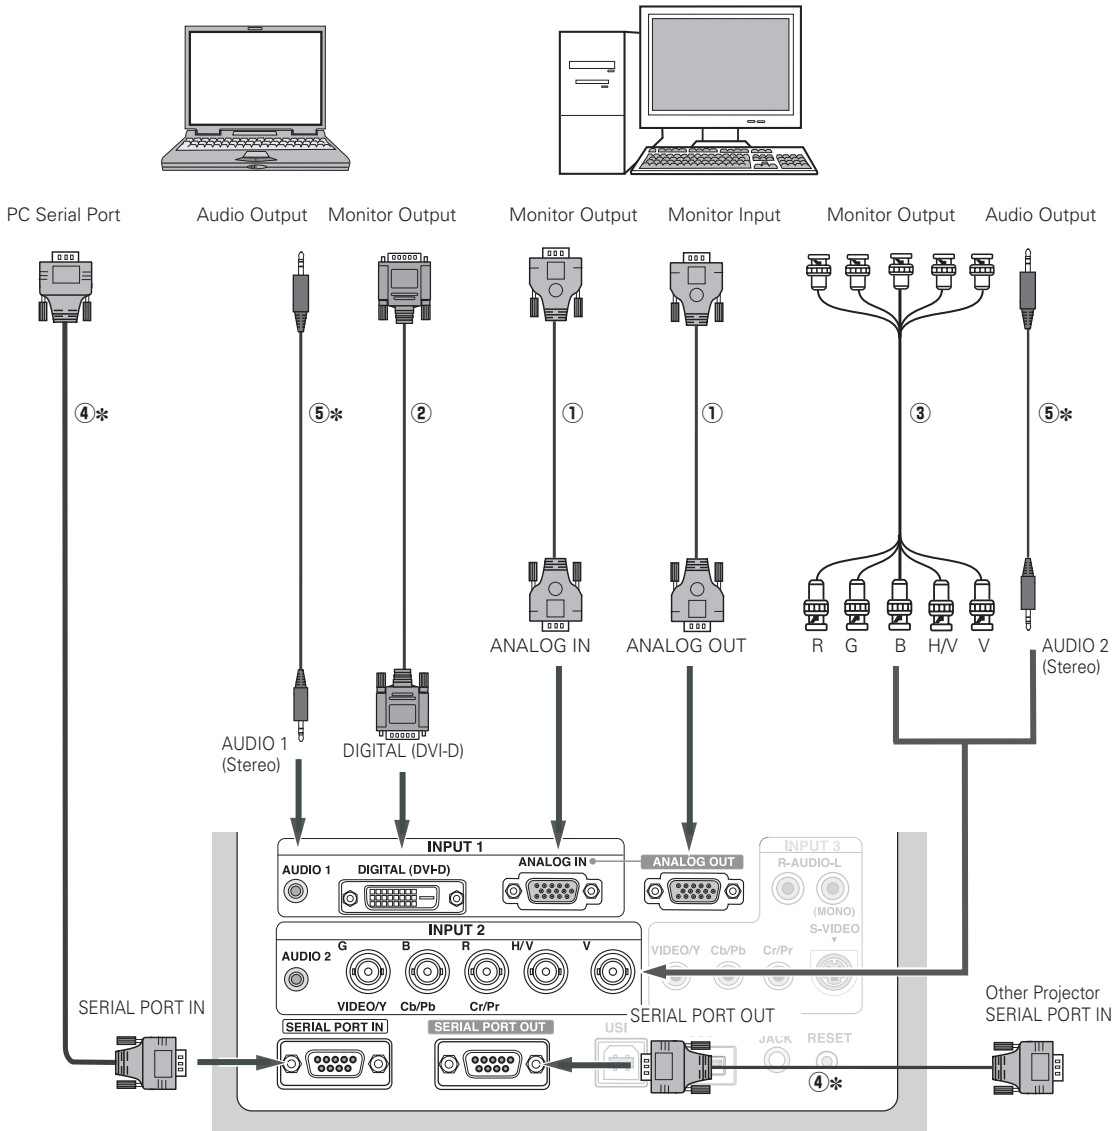 PC Serial Port
Audio Output
Monitor Output
Monitor Output
Monitor Input
Monitor Output
Audio Output
④*
⑤*
②
①
①
③
⑤*
ANALOG IN
ANALOG OUT
R G B H/V V
AUDIO 2
(Stereo)
AUDIO 1
(Stereo)
DIGITAL (DVI-D)
INPUT 1
AUDIO 1
DIGITAL (DVI-D)
ANALOG IN
ANALOG OUT
INPUT 3
R-AUDIO-L
(MONO)
S-VIDEO
INPUT 2
AUDIO 2
G B R H/V V
VIDEO/Y Cb/Pb Cr/Pr
VIDEO/Y Cb/Pb Cr/Pr
SERIAL PORT IN
SERIAL PORT IN
SERIAL PORT OUT
SERIAL PORT OUT
Other Projector
SERIAL PORT IN
JACK
RESET
④*